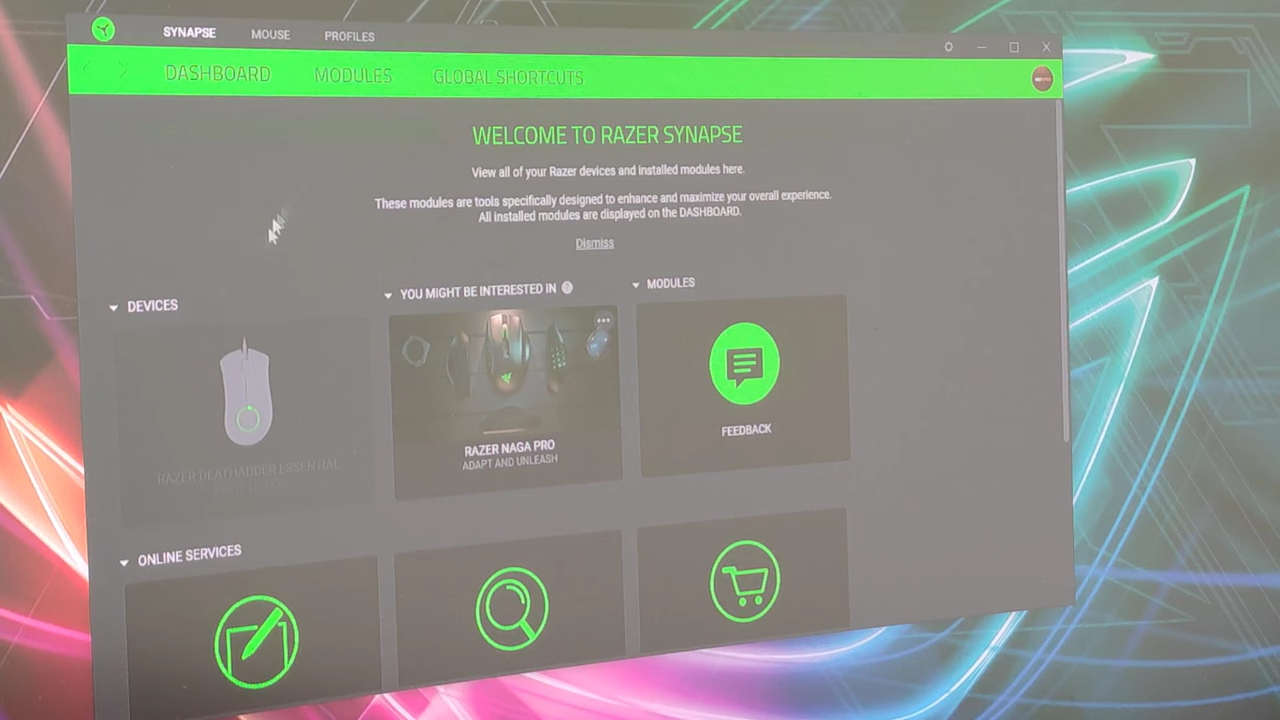 SYNAPSE MOUSE PROFILES
DASHBOARD MODULES GLOBAL SHORTCUTS
WELCOME TO RAZER SYNAPSE
View all of your Razer devices and installed modules here.
These modules are tools specifically designed to enhance and maximize your overall experience.
All installed modules are displayed on the DASHBOARD.
Dismiss
DEVICES
YOU MIGHT BE INTERESTED IN ?
MODULES
RAZER DEATHADDER ESSENTIAL
RAZER NAGA PRO
ADAPT AND UNLEASH
FEEDBACK
ONLINE SERVICES